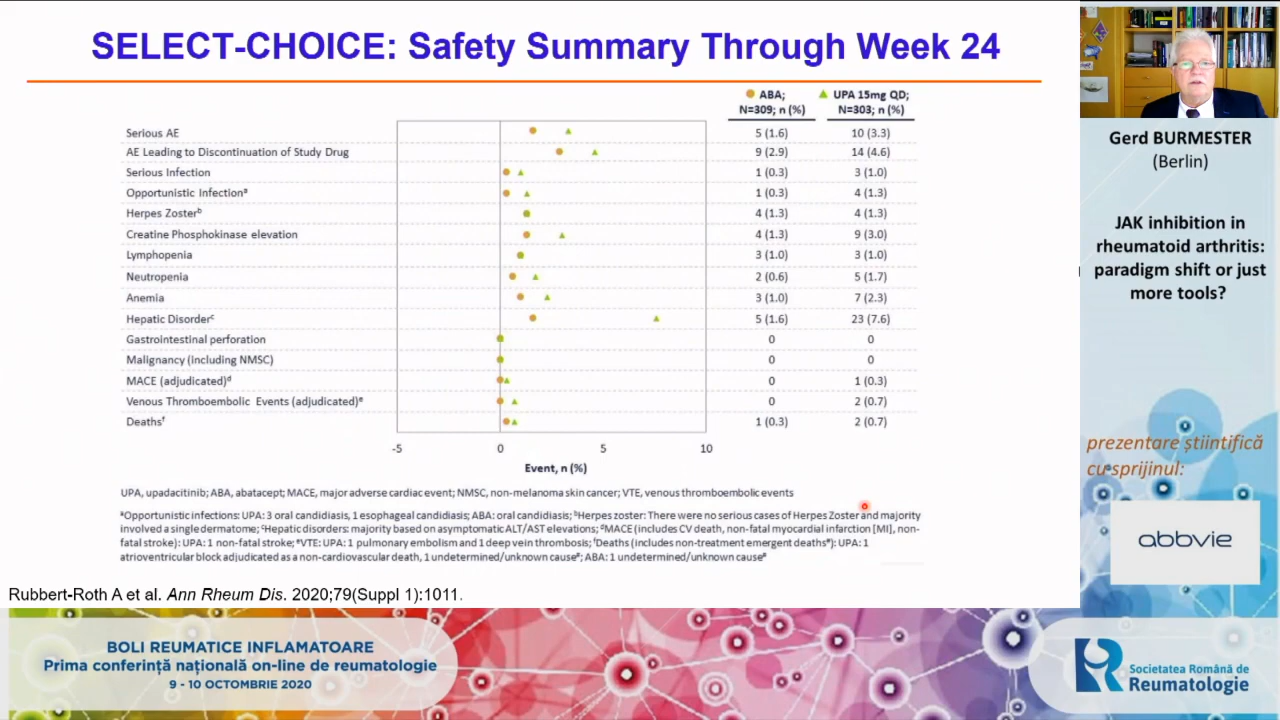 SELECT-CHOICE: Safety Summary Through Week 24
ABA; N=309; n (%)
UPA 15mg QD; N=303; n (%)
Serious AE 5 (1.6) 10 (3.3)
AE Leading to Discontinuation of Study Drug 9 (2.9) 14 (4.6)
Serious Infection 1 (0.3) 3 (1.0)
Opportunistic Infectionᵃ 1 (0.3) 4 (1.3)
Herpes Zosterᵇ 4 (1.3) 4 (1.3)
Creatine Phosphokinase elevation 4 (1.3) 9 (3.0)
Lymphopenia 3 (1.0) 3 (1.0)
Neutropenia 2 (0.6) 5 (1.7)
Anemia 3 (1.0) 7 (2.3)
Hepatic Disorderᶜ 5 (1.6) 23 (7.6)
Gastrointestinal perforation 0 0
Malignancy (including NMSC) 0 0
MACE (adjudicated)ᵈ 0 1 (0.3)
Venous Thromboembolic Events (adjudicated)ᵉ 0 2 (0.7)
Deathsᶠ 1 (0.3) 2 (0.7)
-5 0 5 10
Event, n (%)
UPA, upadacitinib; ABA, abatacept; MACE, major adverse cardiac event; NMSC, non-melanoma skin cancer; VTE, venous thromboembolic events
ᵃOpportunistic infections: UPA: 3 oral candidiasis, 1 esophageal candidiasis; ABA: oral candidiasis; ᵇHerpes zoster: There were no serious cases of Herpes Zoster and majority
involved a single dermatome; ᶜHepatic disorders: majority based on asymptomatic ALT/AST elevations; ᵈMACE (includes CV death, non-fatal myocardial infarction [MI], non-
fatal stroke): UPA: 1 non-fatal stroke; ᵉVTE: UPA: 1 pulmonary embolism and 1 deep vein thrombosis; ᶠDeaths (includes non-treatment emergent deaths): UPA: 1
atrioventricular block adjudicated as a non-cardiovascular death, 1 undetermined/unknown cause; ABA: 1 undetermined/unknown cause
Rubbert-Roth A et al. Ann Rheum Dis. 2020;79(Suppl 1):1011.
Gerd BURMESTER
(Berlin)
JAK inhibition in
rheumatoid arthritis:
paradigm shift or just
more tools?
prezentare științifică
cu sprijinul:
abbvie
BOLI REUMATICE INFLAMATOARE
Prima conferință națională on-line de reumatologie
9 - 10 OCTOMBRIE 2020
Societatea Română de
Reumatologie